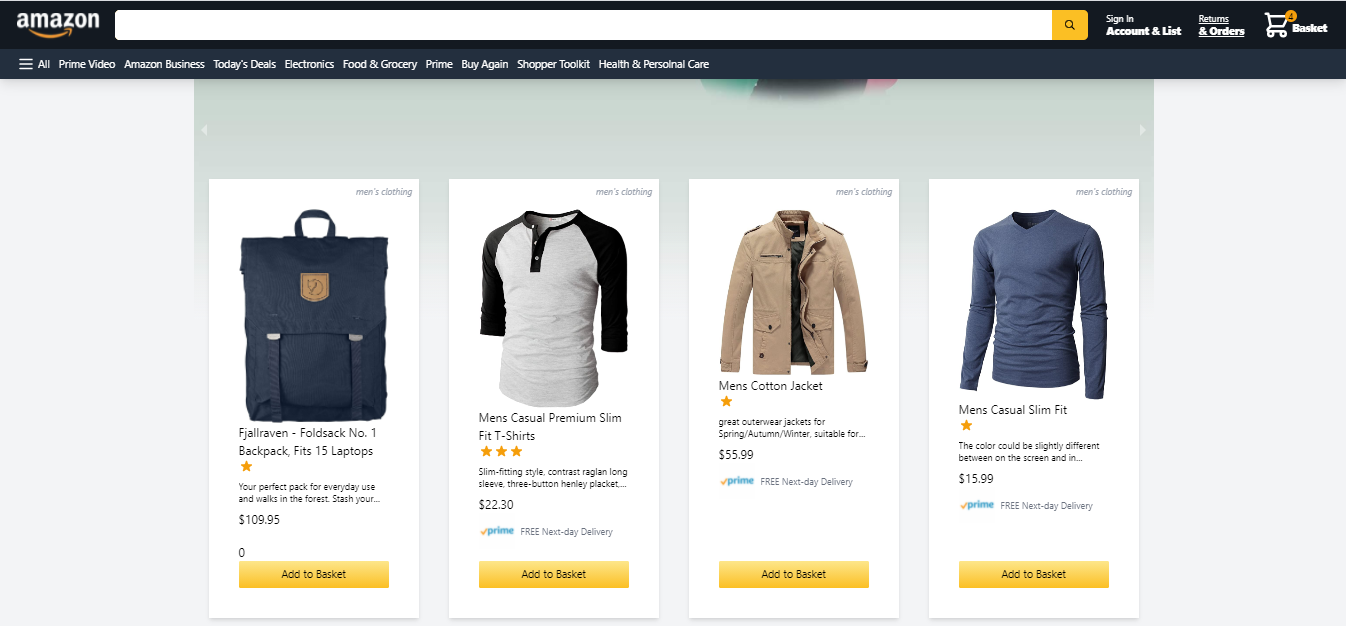 amazon
Sign In
Account & List
Returns
& Orders
4
Basket
All Prime Video Amazon Business Today's Deals Electronics Food & Grocery Prime Buy Again Shopper Toolkit Health & Persolnal Care
men's clothing
Fjallraven - Foldsack No. 1
Backpack, Fits 15 Laptops
Your perfect pack for everyday use
and walks in the forest. Stash your...
$109.95
0
Add to Basket
men's clothing
Mens Casual Premium Slim
Fit T-Shirts
Slim-fitting style, contrast raglan long
sleeve, three-button henley placket,...
$22.30
prime FREE Next-day Delivery
Add to Basket
men's clothing
Mens Cotton Jacket
great outerwear jackets for
Spring/Autumn/Winter, suitable for...
$55.99
prime FREE Next-day Delivery
Add to Basket
men's clothing
Mens Casual Slim Fit
The color could be slightly different
between on the screen and in...
$15.99
prime FREE Next-day Delivery
Add to Basket